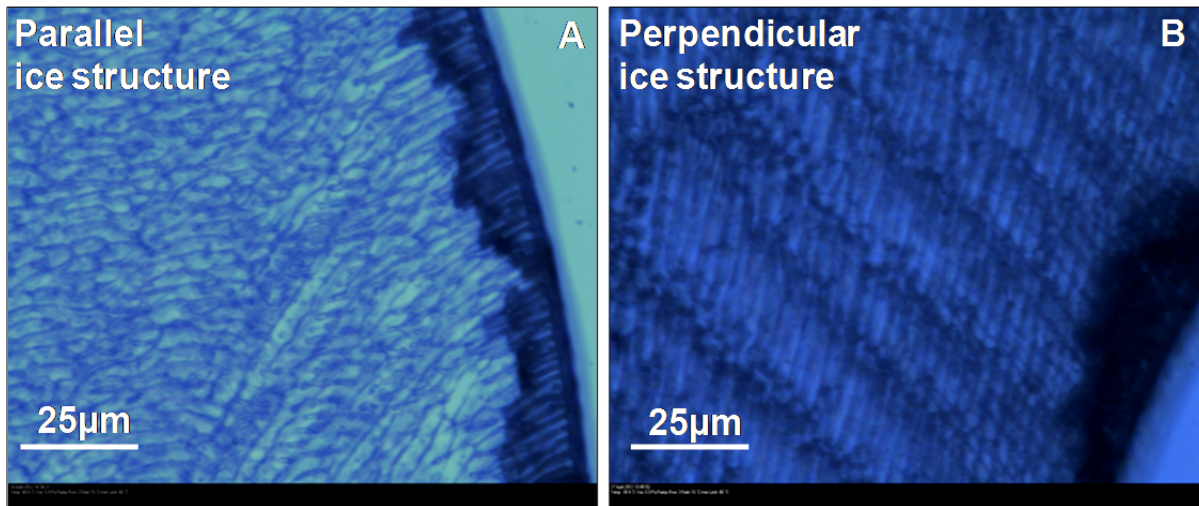 Parallel
ice structure
A
25µm
Perpendicular
ice structure
B
25µm